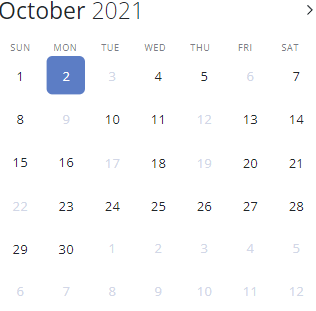 October 2021 >
SUN MON TUE WED THU FRI SAT
1 2 3 4 5 6 7
8 9 10 11 12 13 14
15 16 17 18 19 20 21
22 23 24 25 26 27 28
29 30 1 2 3 4 5
6 7 8 9 10 11 12